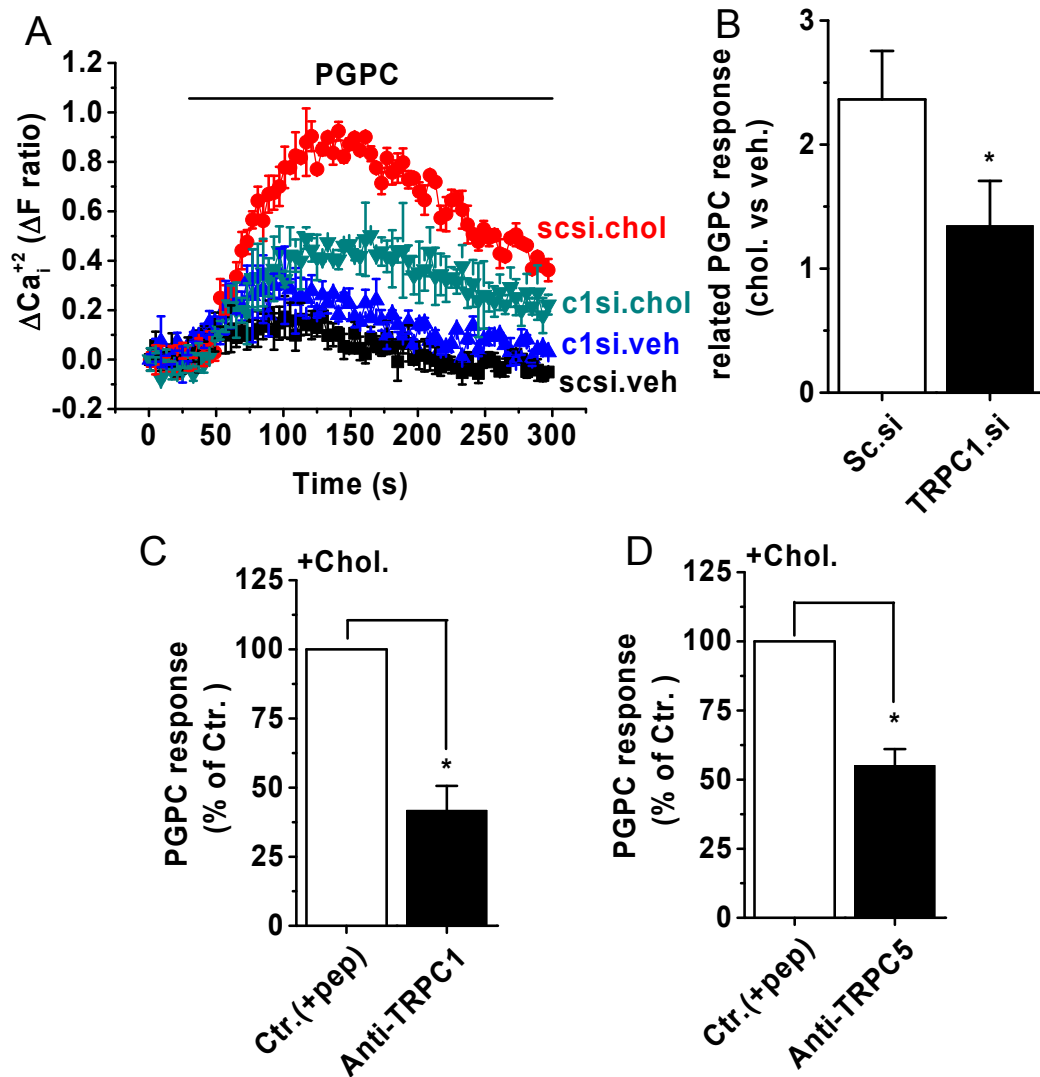 A
PGPC
1.2
1.0
0.8
0.6
0.4
0.2
0.0
-0.2
ΔCa i +2 (ΔF ratio)
scsi.chol
c1si.chol
c1si.veh
scsi.veh
0 50 100 150 200 250 300
Time (s)
B
3
2
1
0
related PGPC response
(chol. vs veh.)
*
Sc.si
TRPC1.si
C
+Chol.
125
100
75
50
25
0
PGPC response
(% of Ctr. )
*
Ctr.(+pep)
Anti-TRPC1
D
+Chol.
125
100
75
50
25
0
PGPC response
(% of Ctr. )
*
Ctr.(+pep)
Anti-TRPC5